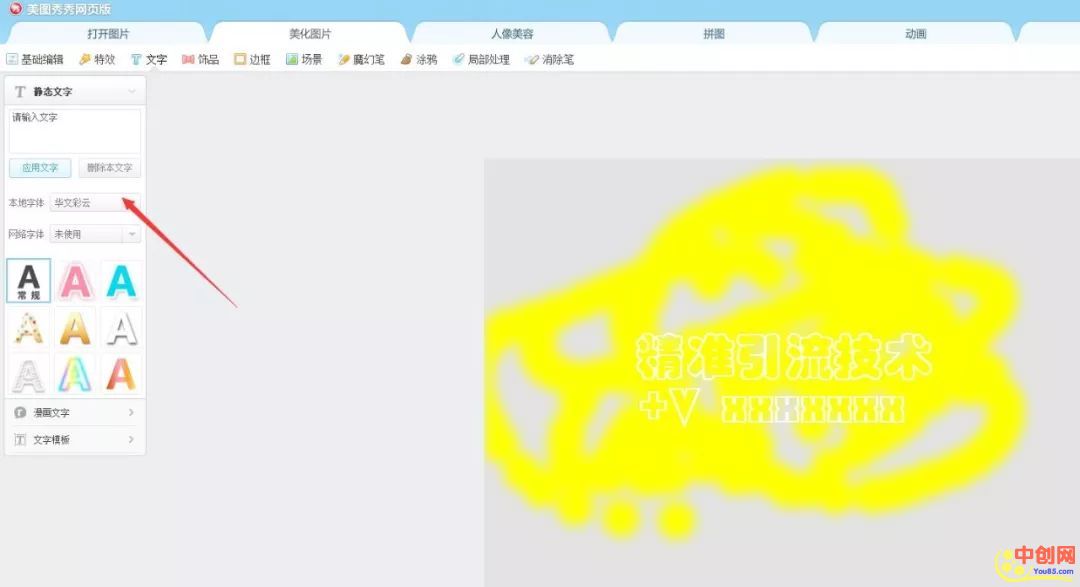 美图秀秀网页版
打开图片 美化图片 人像美容 拼图 动画
基础编辑 特效 文字 饰品 边框 场景 魔幻笔 涂鸦 局部处理 消除笔
静态文字
请输入文字
应用文字 删除本文字
本地字体 华文彩云
网络字体 未使用
A 常规 A A
A A A
A A A
漫画文字
文字模板
精准引流技术
+V XXXXXXX
中创网
You85.com